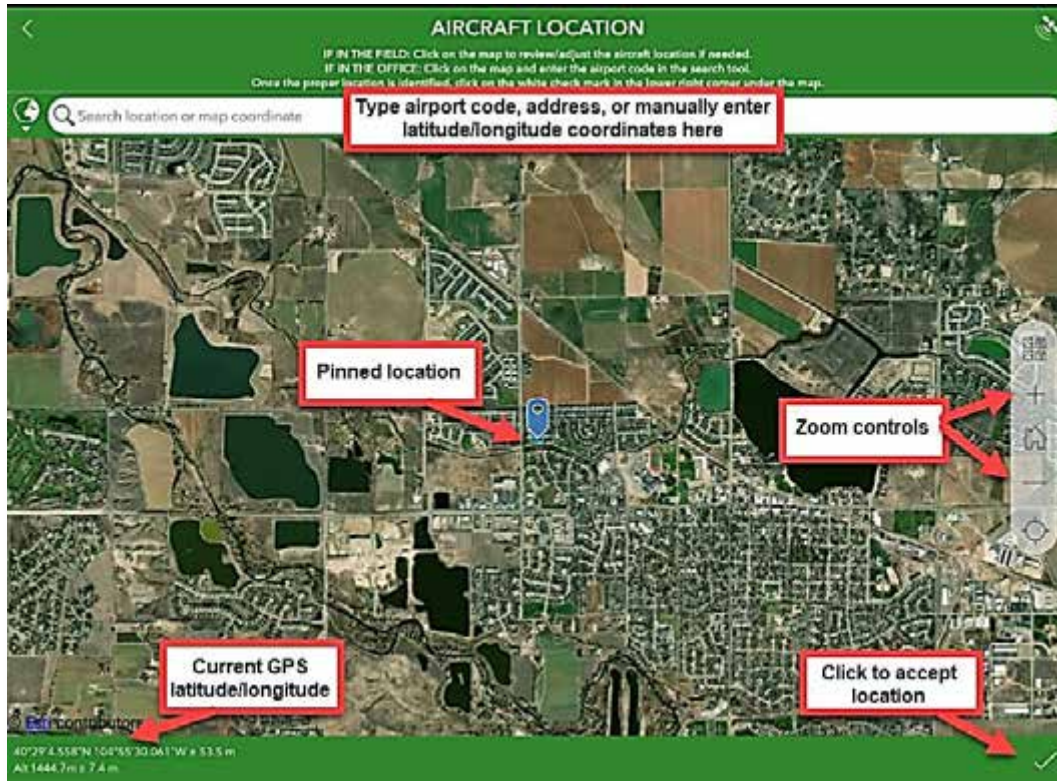 AIRCRAFT LOCATION
IF IN THE FIELD: Click on the map to review/adjust the aircraft location if needed.
IF IN THE OFFICE: Click on the map and enter the airport code in the search tool.
Once the proper location is identified, click on the white check mark in the lower right corner under the map.
Search location or map coordinate
Type airport code, address, or manually enter
latitude/longitude coordinates here
Pinned location
Zoom controls
Current GPS
latitude/longitude
Click to accept
location
Esri contributors
40°29'4.558"N 104°55'30.061"W ± 53.5 m
Alt 1444.7m ± 7.4 m